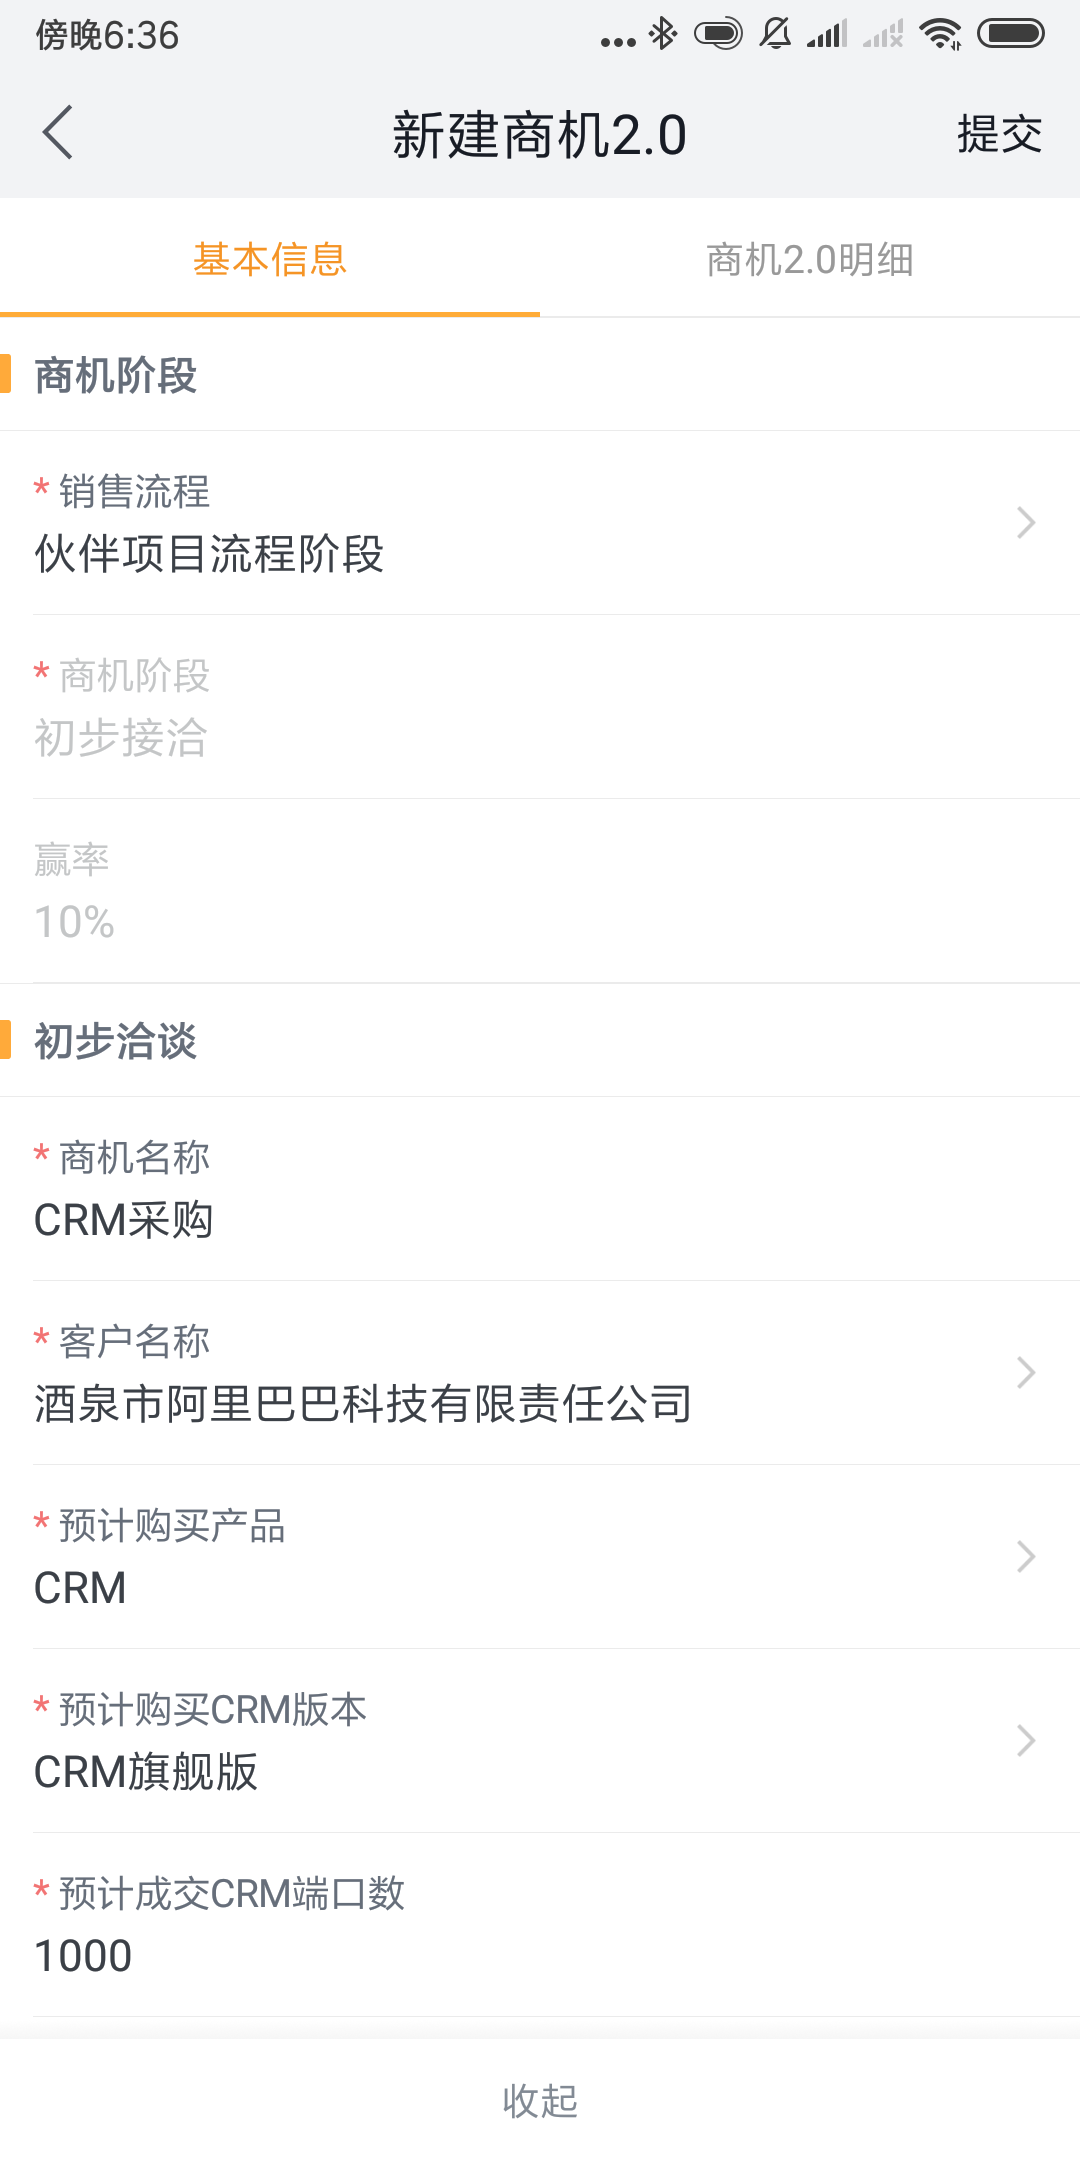 傍晚6:36
新建商机2.0
提交
基本信息
商机2.0明细
商机阶段
* 销售流程
伙伴项目流程阶段
* 商机阶段
初步接洽
赢率
10%
初步洽谈
* 商机名称
CRM采购
* 客户名称
酒泉市阿里巴巴科技有限责任公司
* 预计购买产品
CRM
* 预计购买CRM版本
CRM旗舰版
* 预计成交CRM端口数
1000
收起